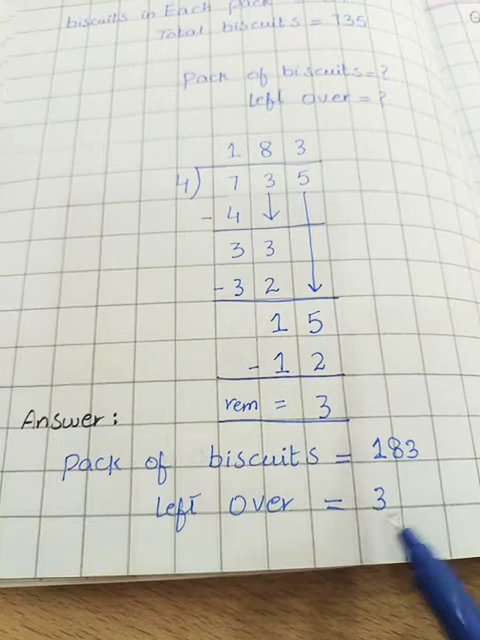 biscuits in Each Pack
Total biscuits = 735
Pack of biscuits = ?
left over = ?
1 8 3
4) 7 3 5
- 4
3 3
- 3 2
1 5
- 1 2
rem = 3
Answer:
pack of biscuits = 183
left over = 3